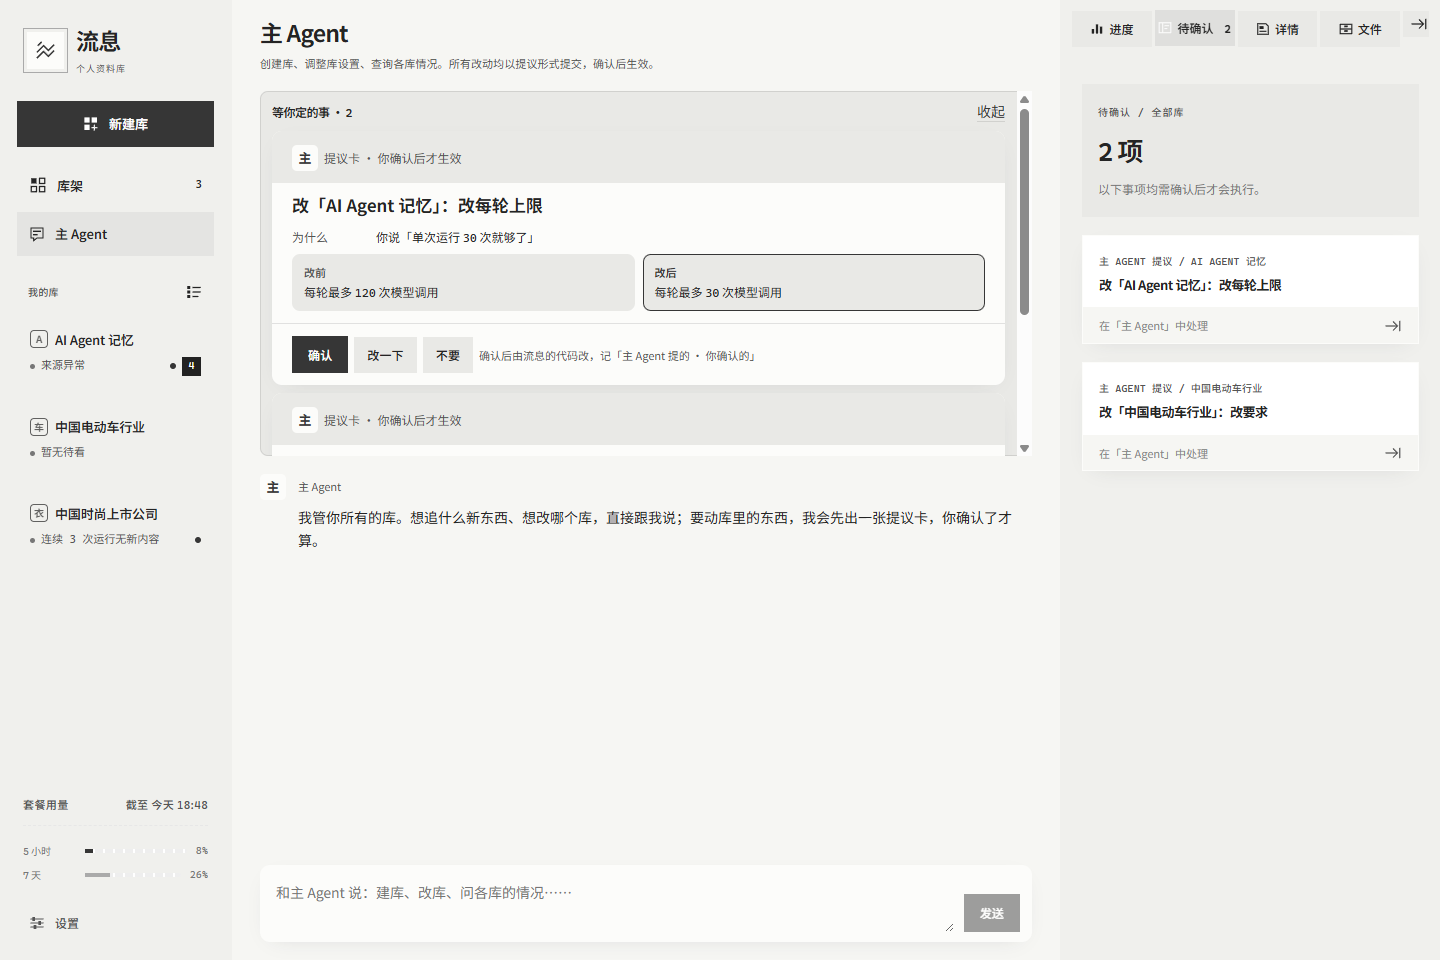 流息
个人资料库
新建库
库架 3
主 Agent
我的库
A AI Agent 记忆
来源异常 4
车 中国电动车行业
暂无待看
衣 中国时尚上市公司
连续 3 次运行无新内容
套餐用量 截至 今天 18:48
5 小时 8%
7 天 26%
设置
主 Agent
创建库、调整库设置、查询各库情况。所有改动均以提议形式提交，确认后生效。
等你定的事 · 2 收起
主 提议卡 · 你确认后才生效
改「AI Agent 记忆」：改每轮上限
为什么 你说「单次运行 30 次就够了」
改前
每轮最多 120 次模型调用
改后
每轮最多 30 次模型调用
确认 改一下 不要 确认后由流息的代码改，记「主 Agent 提的 · 你确认的」
主 提议卡 · 你确认后才生效
主 主 Agent
我管你所有的库。想追什么新东西、想改哪个库，直接跟我说；要动库里的东西，我会先出一张提议卡，你确认了才
算。
和主 Agent 说：建库、改库、问各库的情况……
发送
进度 待确认 2 详情 文件
待确认 / 全部库
2 项
以下事项均需确认后才会执行。
主 AGENT 提议 / AI AGENT 记忆
改「AI Agent 记忆」：改每轮上限
在「主 Agent」中处理
主 AGENT 提议 / 中国电动车行业
改「中国电动车行业」：改要求
在「主 Agent」中处理